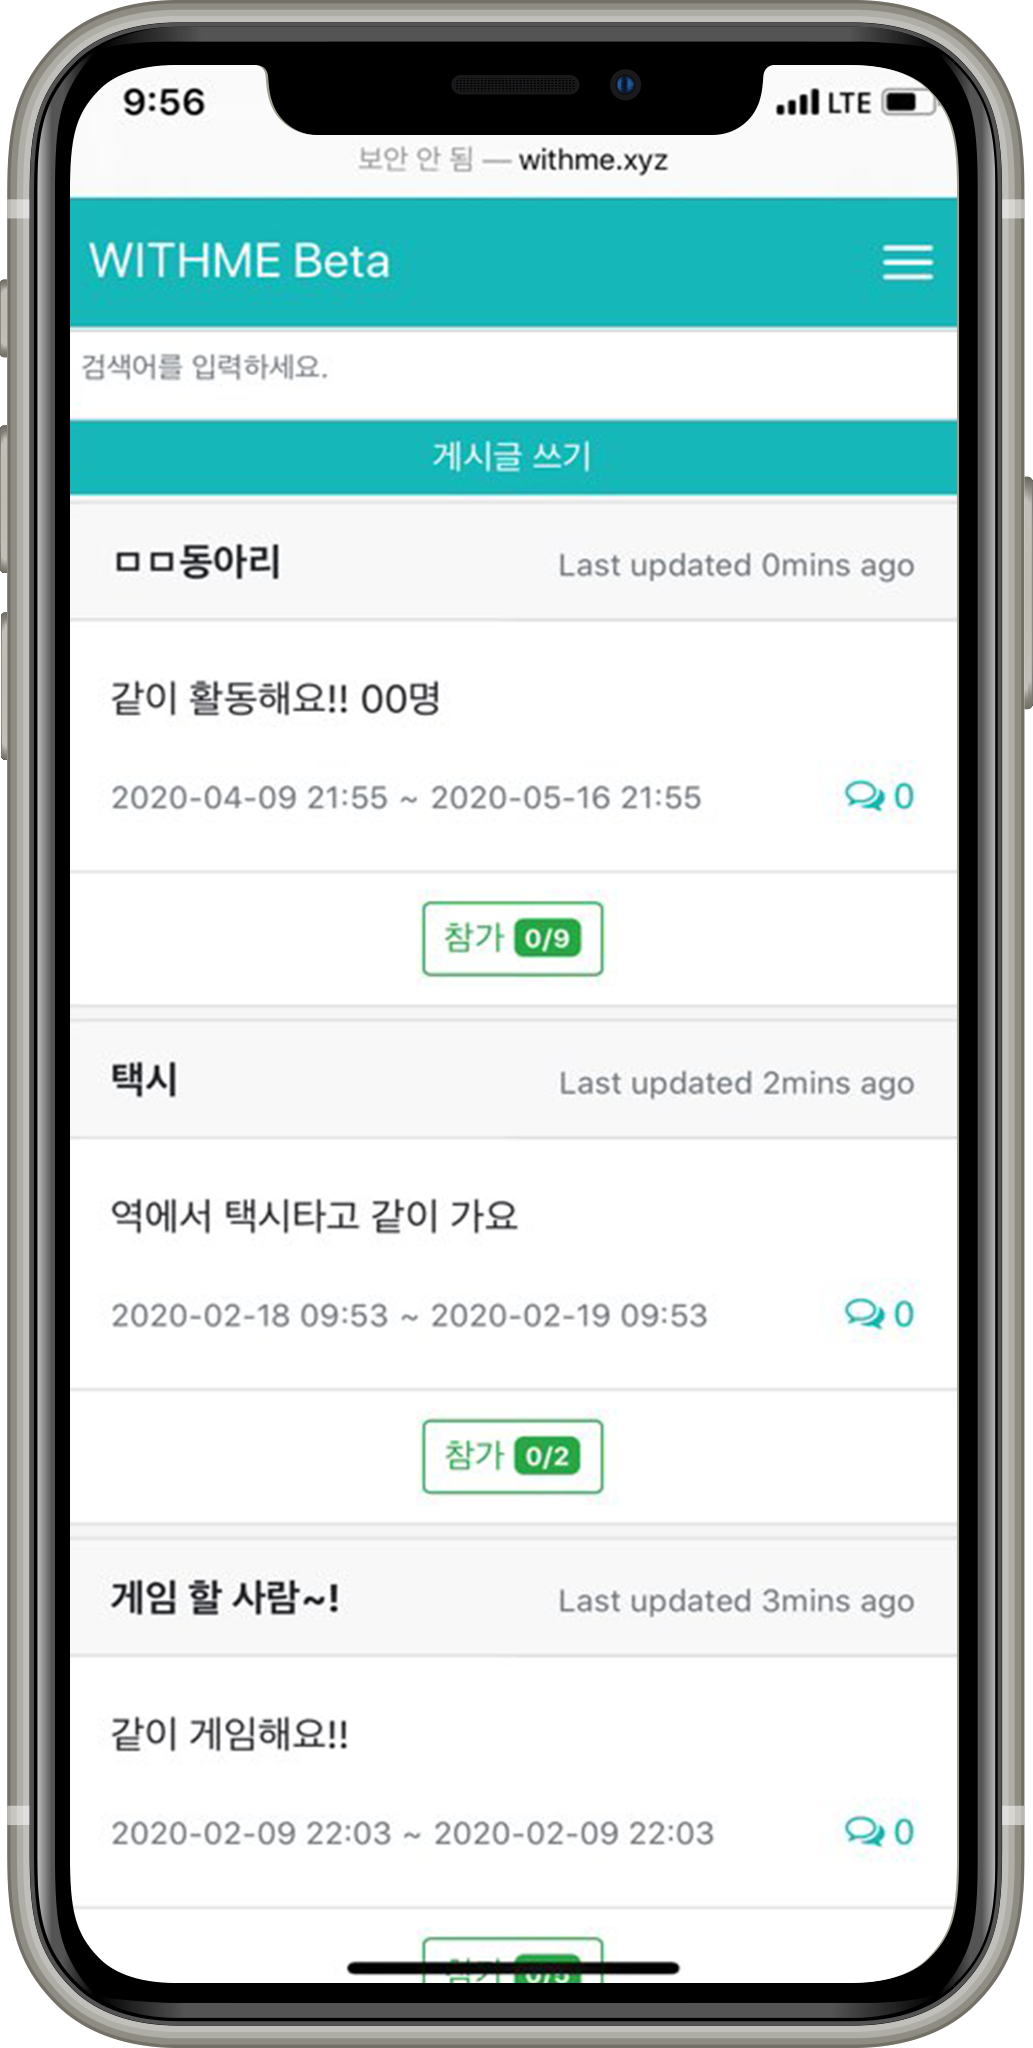 9:56
LTE
보안 안 됨 — withme.xyz
WITHME Beta
검색어를 입력하세요.
게시글 쓰기
ㅁㅁ동아리
Last updated 0mins ago
같이 활동해요!! 00명
2020-04-09 21:55 ~ 2020-05-16 21:55
0
참가 0/9
택시
Last updated 2mins ago
역에서 택시타고 같이 가요
2020-02-18 09:53 ~ 2020-02-19 09:53
0
참가 0/2
게임 할 사람~!
Last updated 3mins ago
같이 게임해요!!
2020-02-09 22:03 ~ 2020-02-09 22:03
0
참가